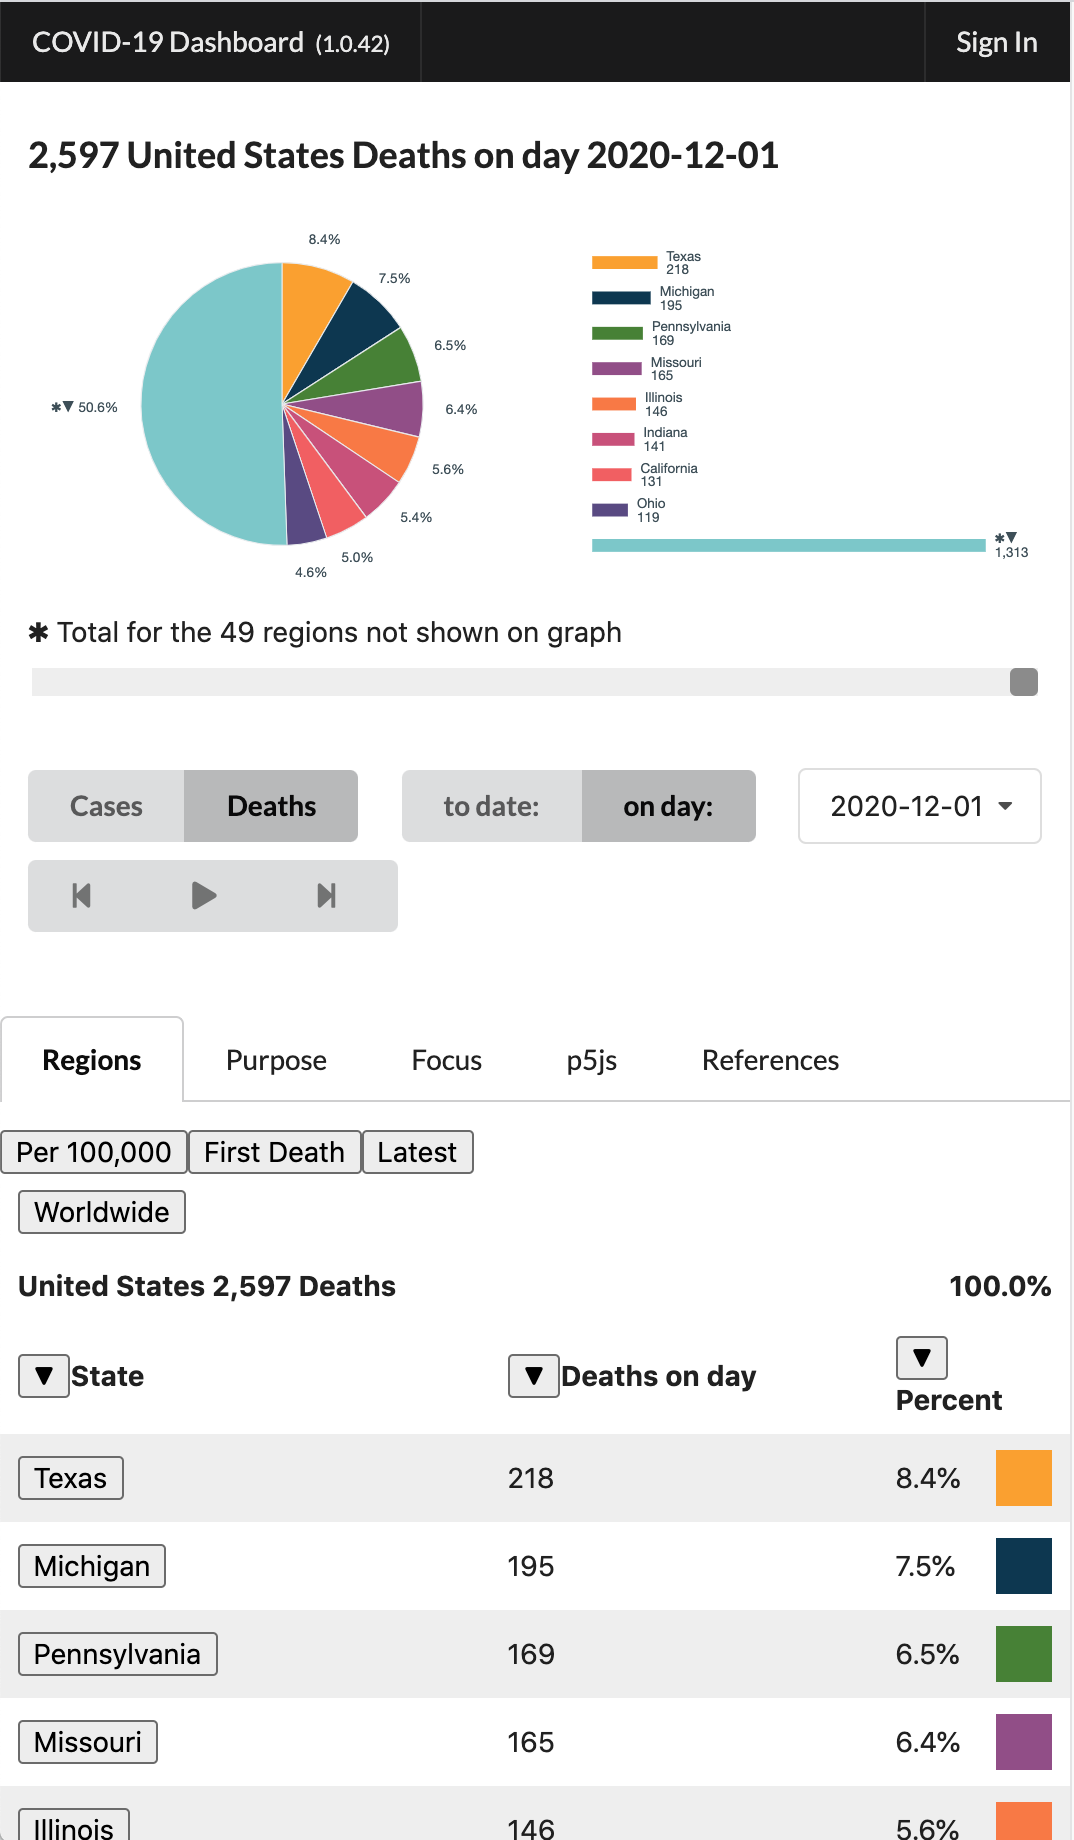 COVID-19 Dashboard (1.0.42)
Sign In
2,597 United States Deaths on day 2020-12-01
8.4%
7.5%
6.5%
6.4%
5.6%
5.4%
5.0%
4.6%
✱▼ 50.6%
Texas
218
Michigan
195
Pennsylvania
169
Missouri
165
Illinois
146
Indiana
141
California
131
Ohio
119
✱▼
1,313
✱ Total for the 49 regions not shown on graph
Cases Deaths
to date: on day:
2020-12-01
Regions Purpose Focus p5js References
Per 100,000 First Death Latest
Worldwide
United States 2,597 Deaths 100.0%
▼ State ▼ Deaths on day ▼
Percent
Texas 218 8.4%
Michigan 195 7.5%
Pennsylvania 169 6.5%
Missouri 165 6.4%
Illinois 146 5.6%